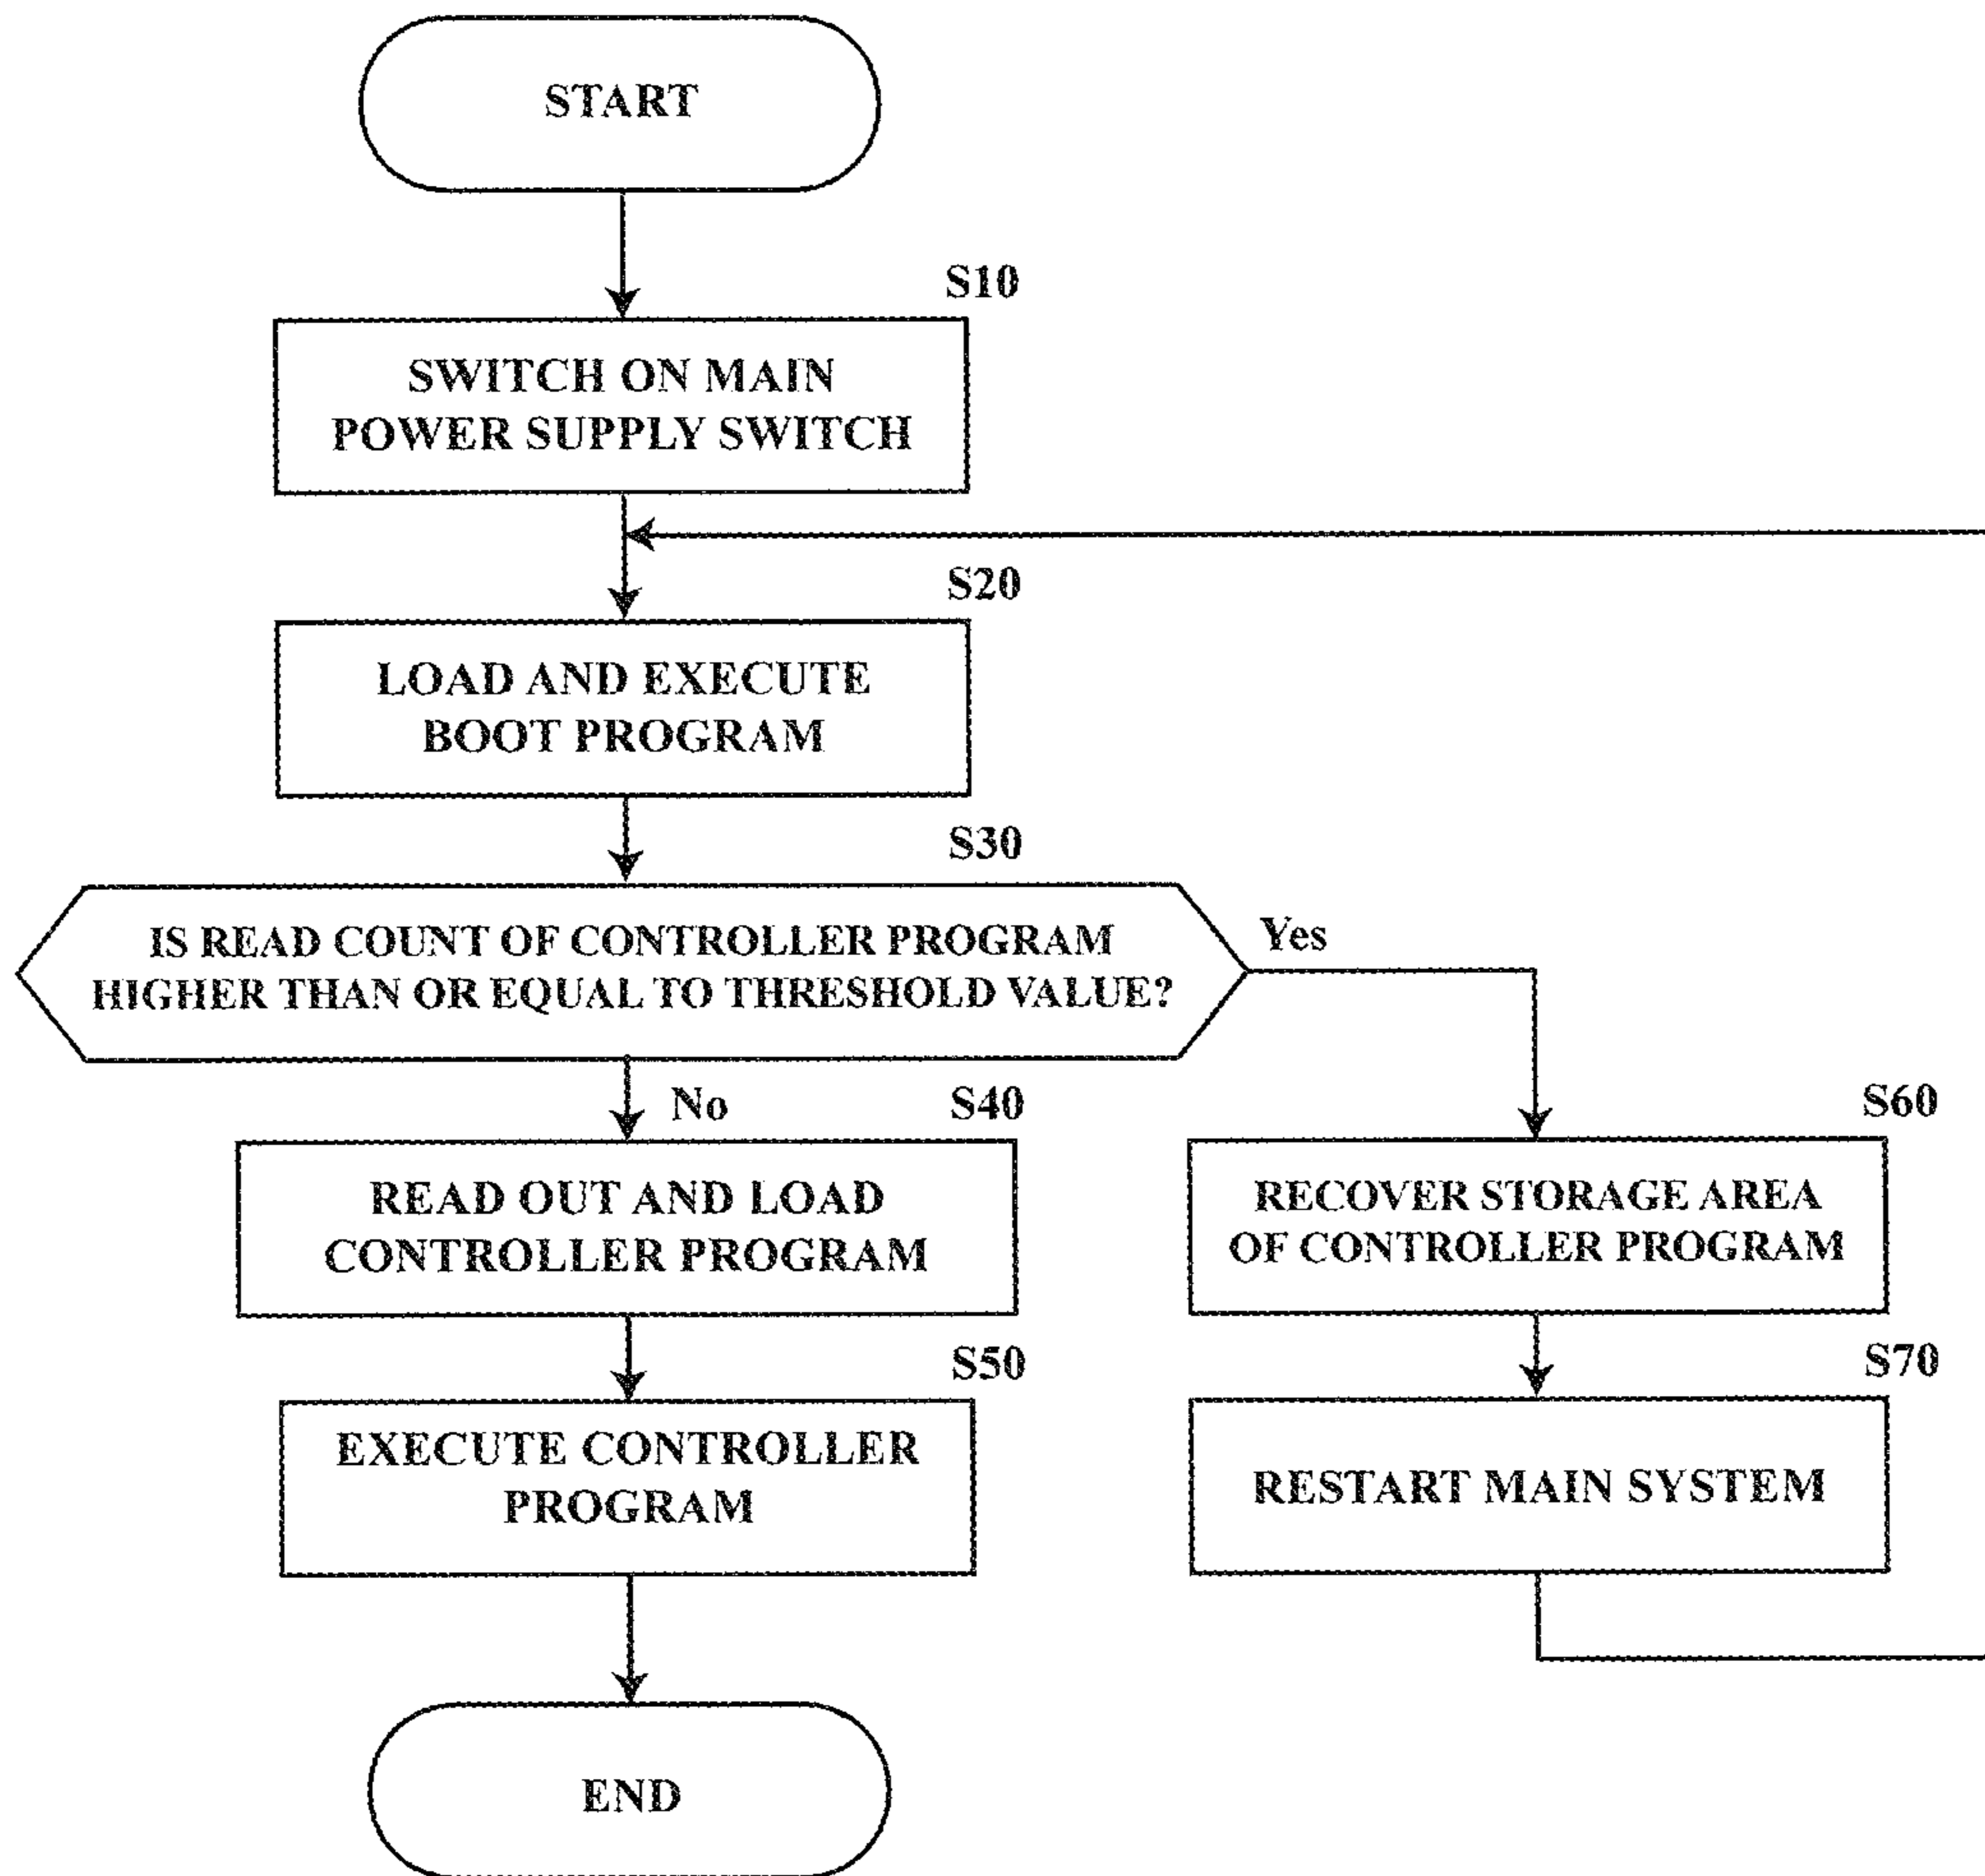 START
S10
SWITCH ON MAIN
POWER SUPPLY SWITCH
S20
LOAD AND EXECUTE
BOOT PROGRAM
S30
IS READ COUNT OF CONTROLLER PROGRAM
HIGHER THAN OR EQUAL TO THRESHOLD VALUE?
Yes
No
S40
READ OUT AND LOAD
CONTROLLER PROGRAM
S50
EXECUTE CONTROLLER
PROGRAM
S60
RECOVER STORAGE AREA
OF CONTROLLER PROGRAM
S70
RESTART MAIN SYSTEM
END